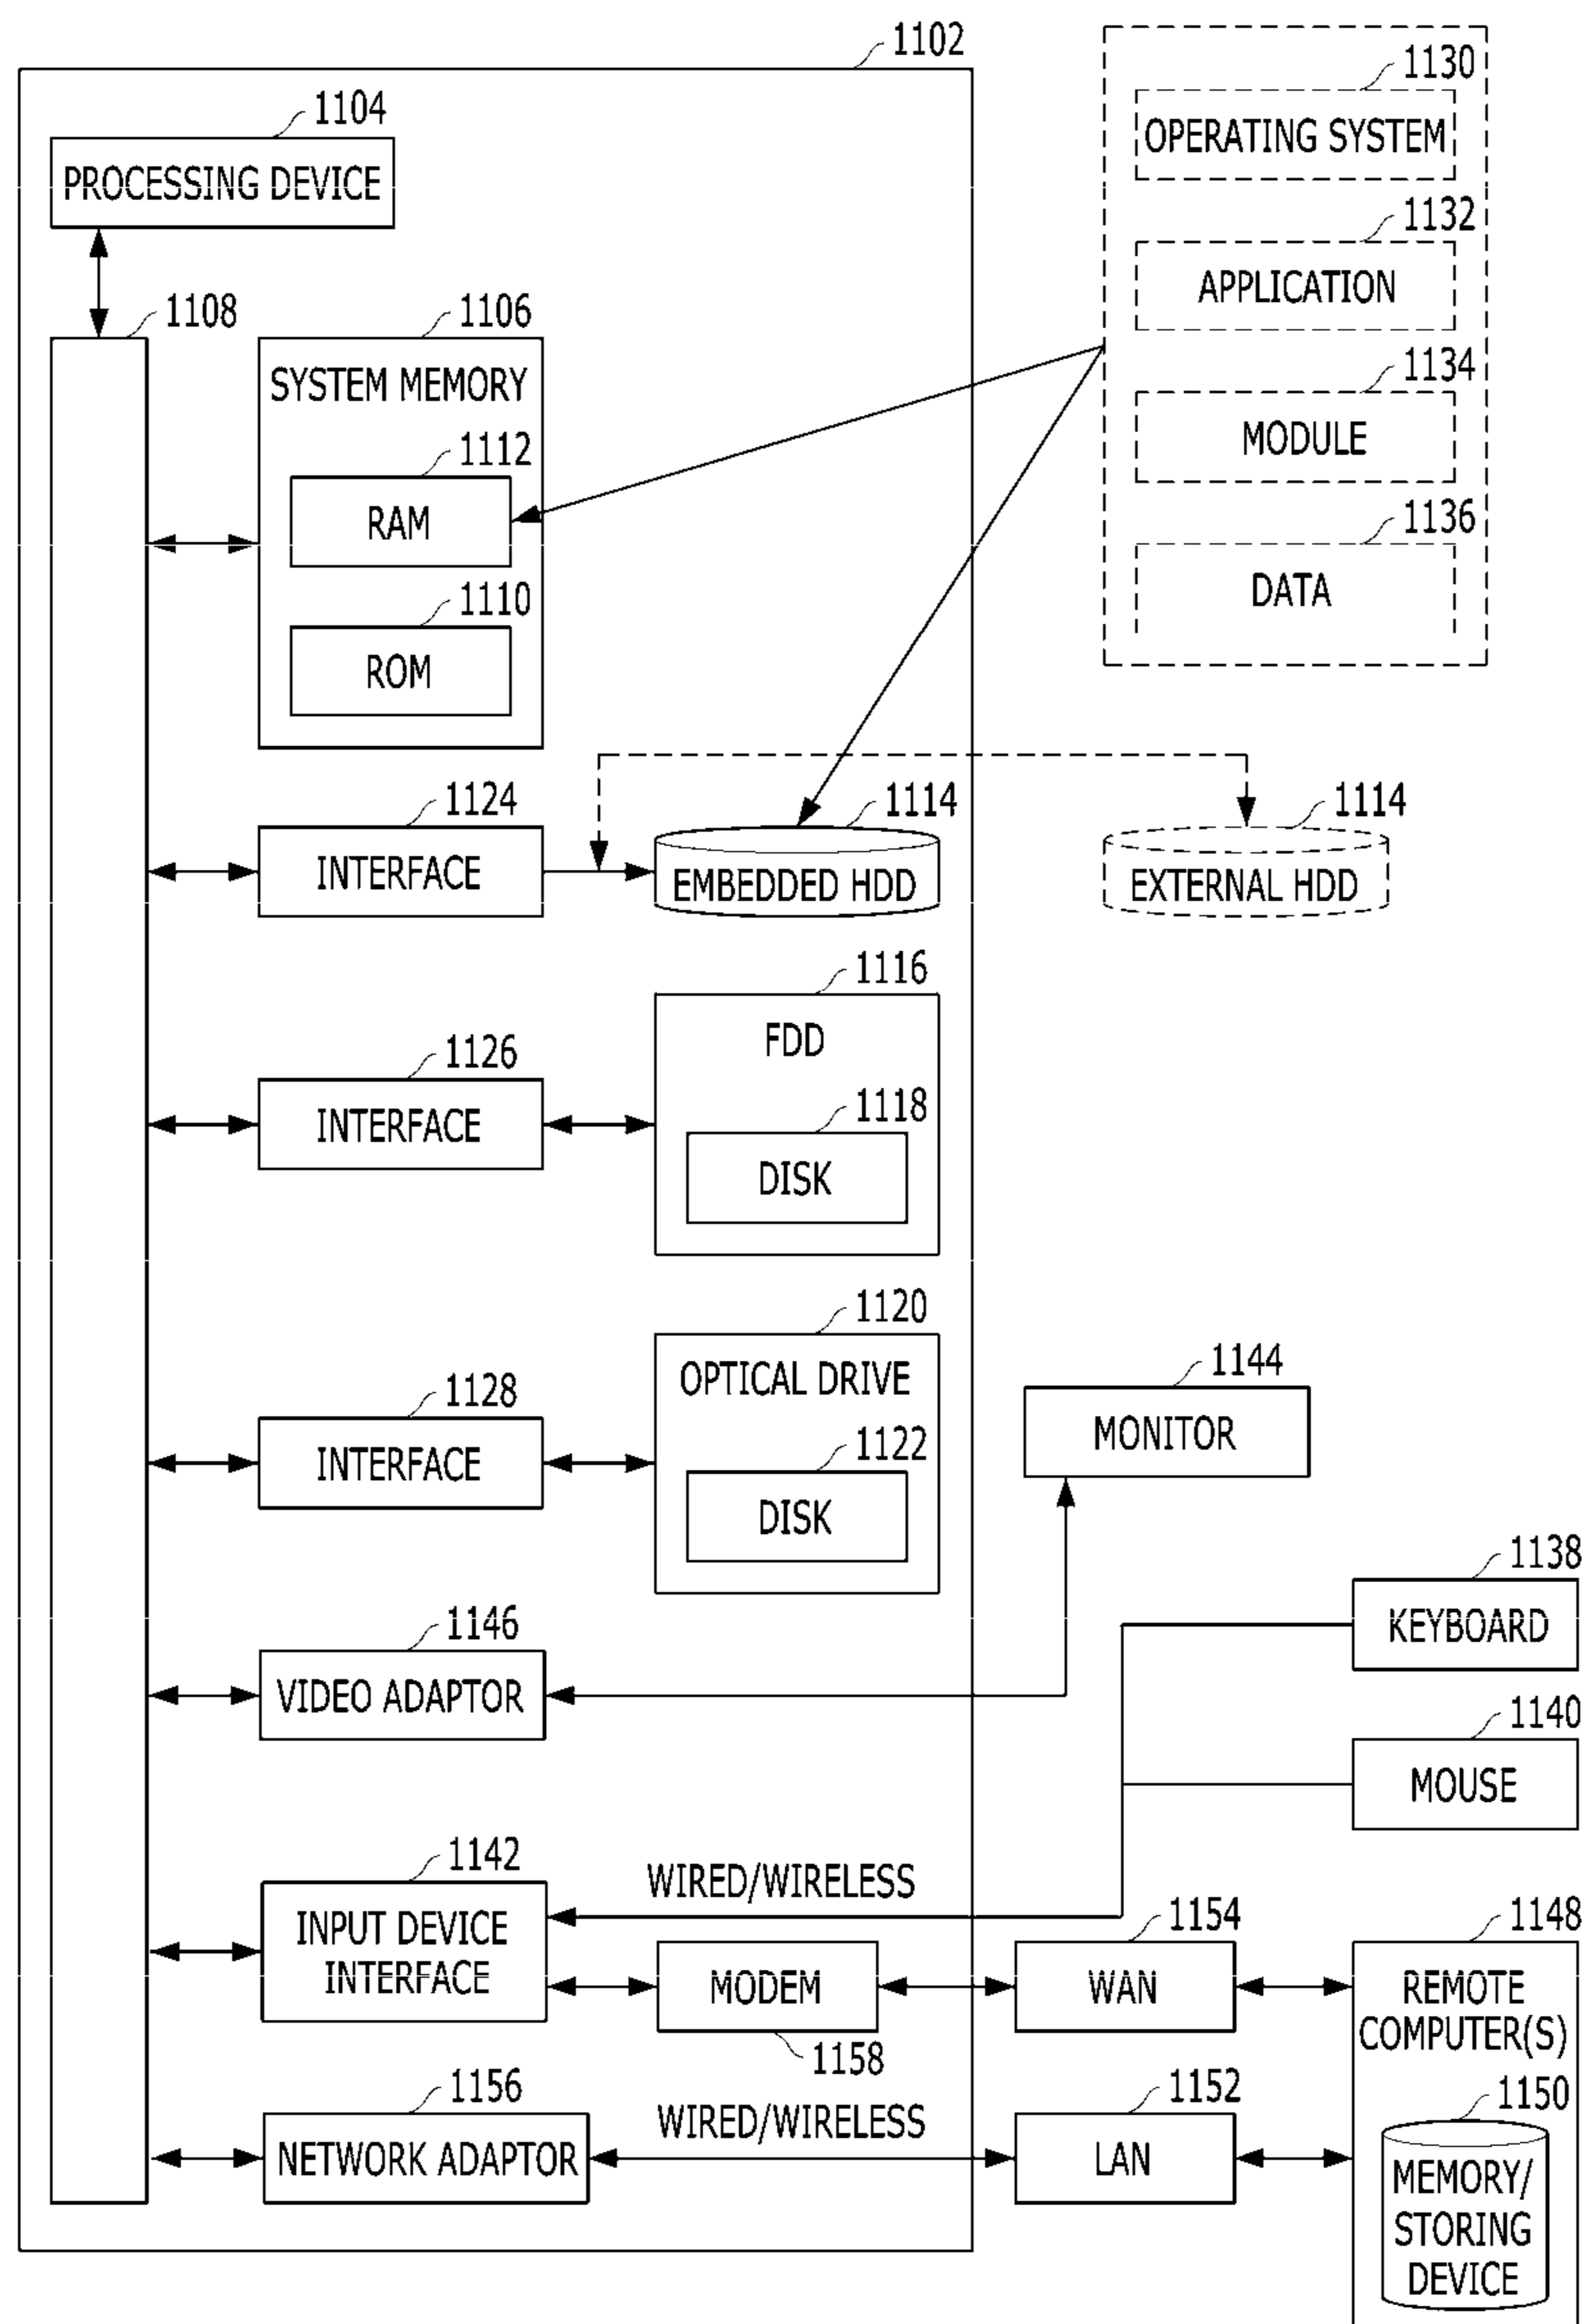 1102
1130
OPERATING SYSTEM
1104
PROCESSING DEVICE
1132
APPLICATION
1108
1106
SYSTEM MEMORY
1134
MODULE
1112
RAM
1136
DATA
1110
ROM
1124
INTERFACE
1114
EMBEDDED HDD
1114
EXTERNAL HDD
1116
FDD
1126
INTERFACE
1118
DISK
1120
OPTICAL DRIVE
1128
INTERFACE
1122
DISK
1144
MONITOR
1138
KEYBOARD
1146
VIDEO ADAPTOR
1140
MOUSE
1142
INPUT DEVICE
INTERFACE
WIRED/WIRELESS
MODEM
1158
1154
WAN
1148
REMOTE
COMPUTER(S)
1156
NETWORK ADAPTOR
WIRED/WIRELESS
1152
LAN
1150
MEMORY/
STORING
DEVICE